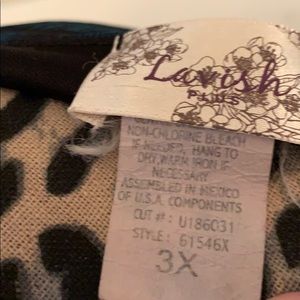 Lavish
PLUS
NON-CHLORINE BLEACH
IF NEEDED, HANG TO
DRY, WARM IRON IF
NECESSARY
ASSEMBLED IN MEXICO
OF U.S.A. COMPONENTS
CUT #: U186031
STYLE: 61546X
3X